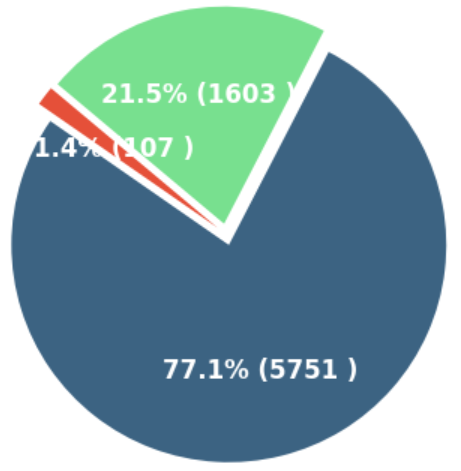 21.5% (1603 )
1.4% (107 )
77.1% (5751 )